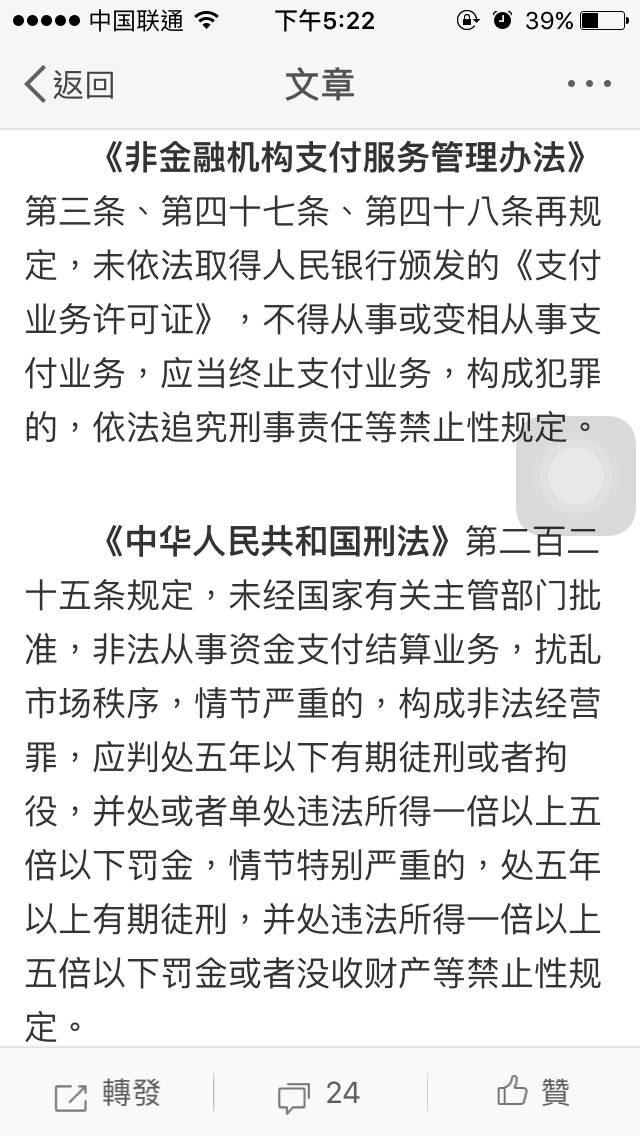 中国联通 下午5:22 39%
返回 文章
《非金融机构支付服务管理办法》
第三条、第四十七条、第四十八条再规
定，未依法取得人民银行颁发的《支付
业务许可证》，不得从事或变相从事支
付业务，应当终止支付业务，构成犯罪
的，依法追究刑事责任等禁止性规定。
《中华人民共和国刑法》第二百二
十五条规定，未经国家有关主管部门批
准，非法从事资金支付结算业务，扰乱
市场秩序，情节严重的，构成非法经营
罪，应判处五年以下有期徒刑或者拘
役，并处或者单处违法所得一倍以上五
倍以下罚金，情节特别严重的，处五年
以上有期徒刑，并处违法所得一倍以上
五倍以下罚金或者没收财产等禁止性规
定。
轉發 24 贊